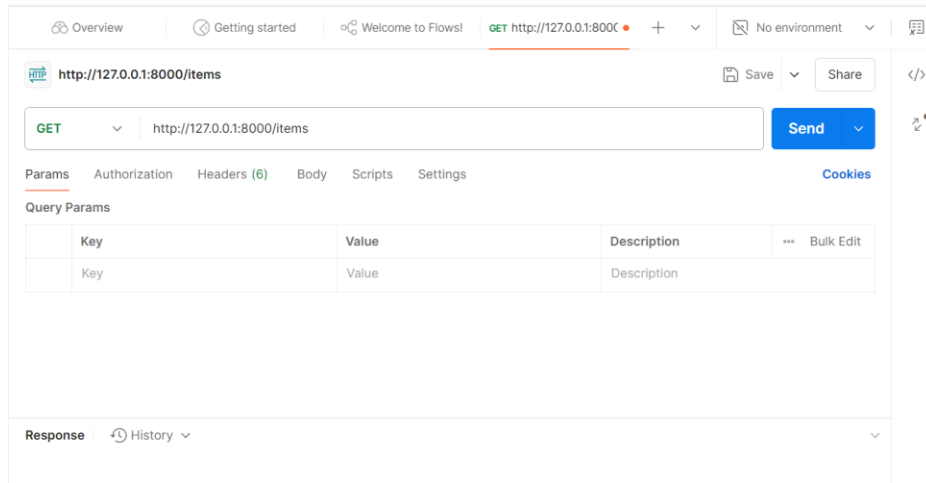 Overview Getting started Welcome to Flows! GET http://127.0.0.1:8000 No environment
HTTP http://127.0.0.1:8000/items Save Share
GET http://127.0.0.1:8000/items Send
Params Authorization Headers (6) Body Scripts Settings Cookies
Query Params
Key Value Description Bulk Edit
Key Value Description
Response History